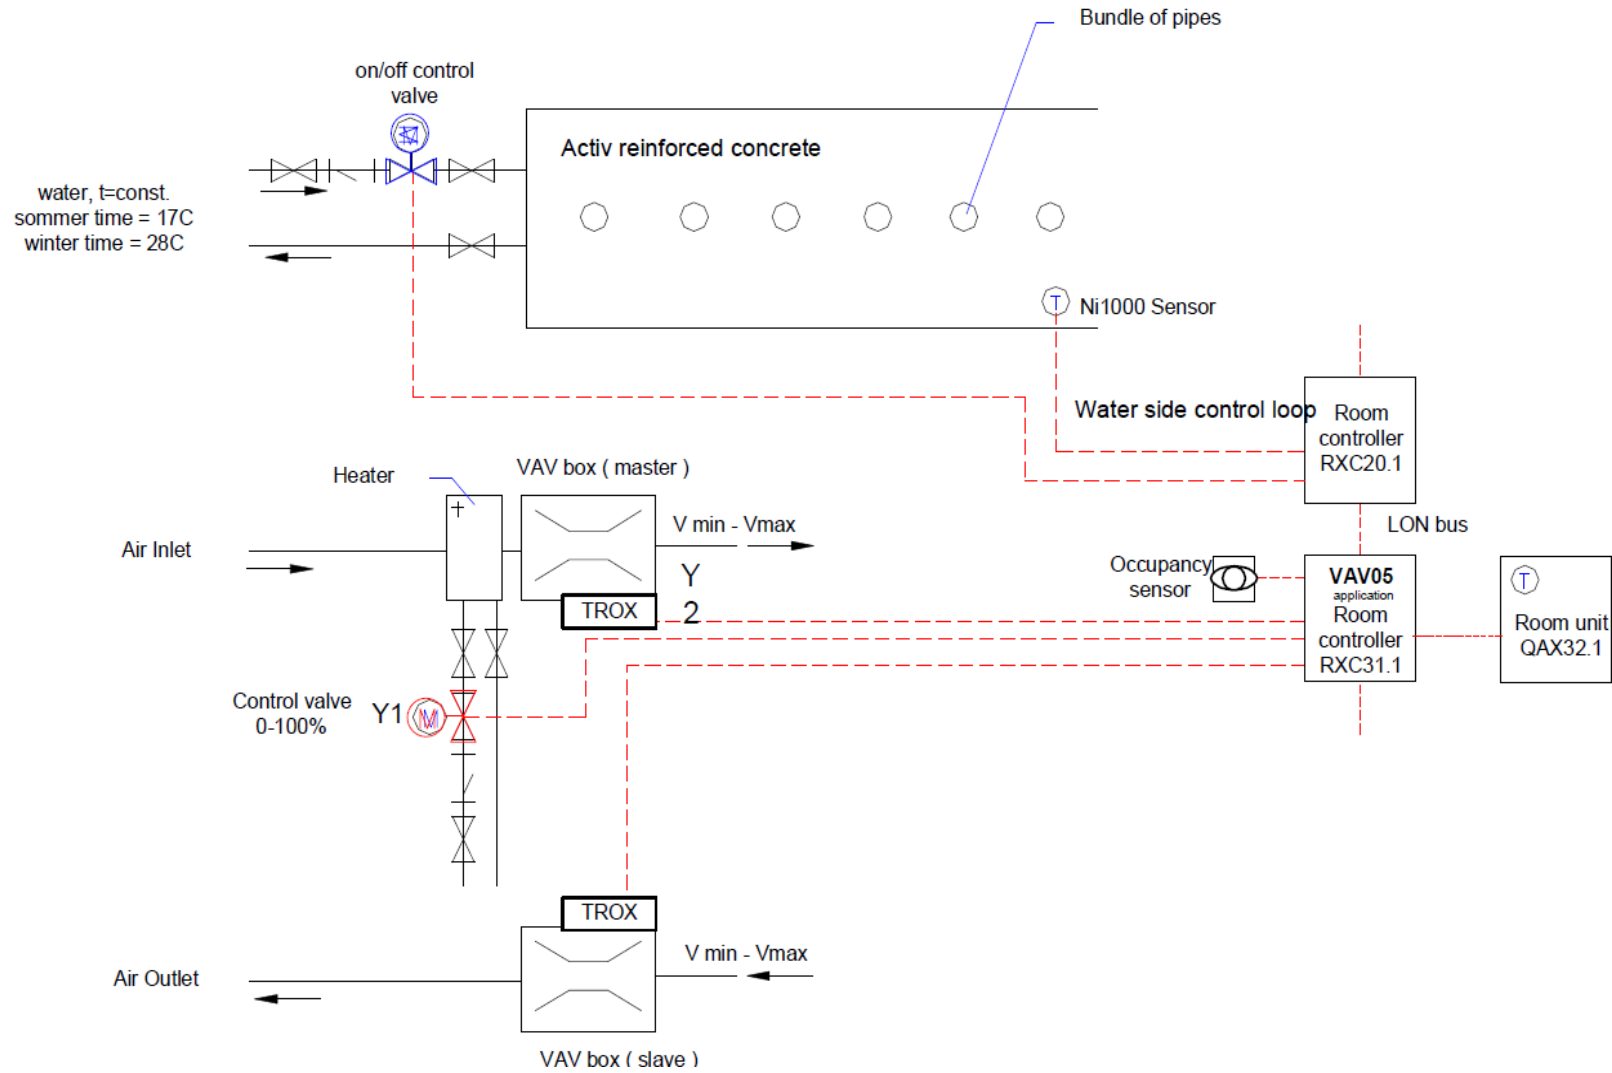 Bundle of pipes
on/off control
valve
Activ reinforced concrete
water, t=const.
sommer time = 17C
winter time = 28C
T
Ni1000 Sensor
Water side control loop
Room
controller
RXC20.1
Heater
VAV box ( master )
LON bus
V min - Vmax
Air Inlet
Y
2
TROX
Occupancy
sensor
VAV05
application
Room
controller
RXC31.1
T
Room unit
QAX32.1
Control valve
0-100%
Y1
M
TROX
V min - Vmax
Air Outlet
VAV box ( slave )